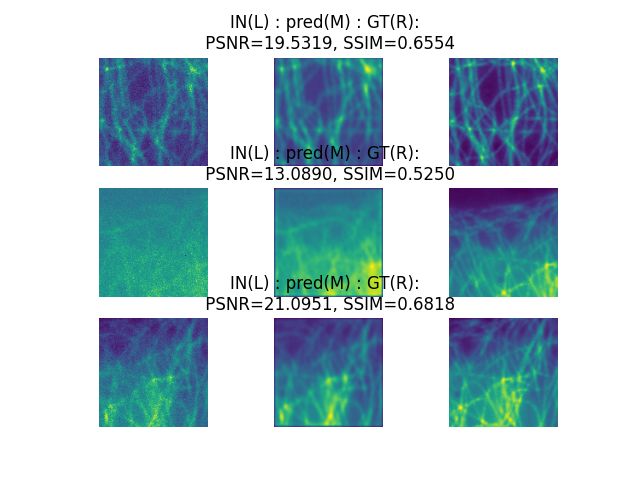 IN(L) : pred(M) : GT(R):
PSNR=19.5319, SSIM=0.6554
IN(L) : pred(M) : GT(R):
PSNR=13.0890, SSIM=0.5250
IN(L) : pred(M) : GT(R):
PSNR=21.0951, SSIM=0.6818